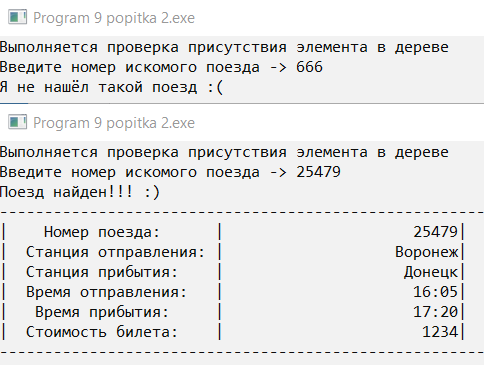 Program 9 popitka 2.exe
Выполняется проверка присутствия элемента в дереве
Введите номер искомого поезда -> 666
Я не нашёл такой поезд :(
Program 9 popitka 2.exe
Выполняется проверка присутствия элемента в дереве
Введите номер искомого поезда -> 25479
Поезд найден!!! :)
----------------------------------------------------
|    Номер поезда:      |                     25479|
|  Станция отправления: |                   Воронеж|
|  Станция прибытия:    |                    Донецк|
|  Время отправления:   |                     16:05|
|   Время прибытия:     |                     17:20|
|  Стоимость билета:    |                      1234|
----------------------------------------------------